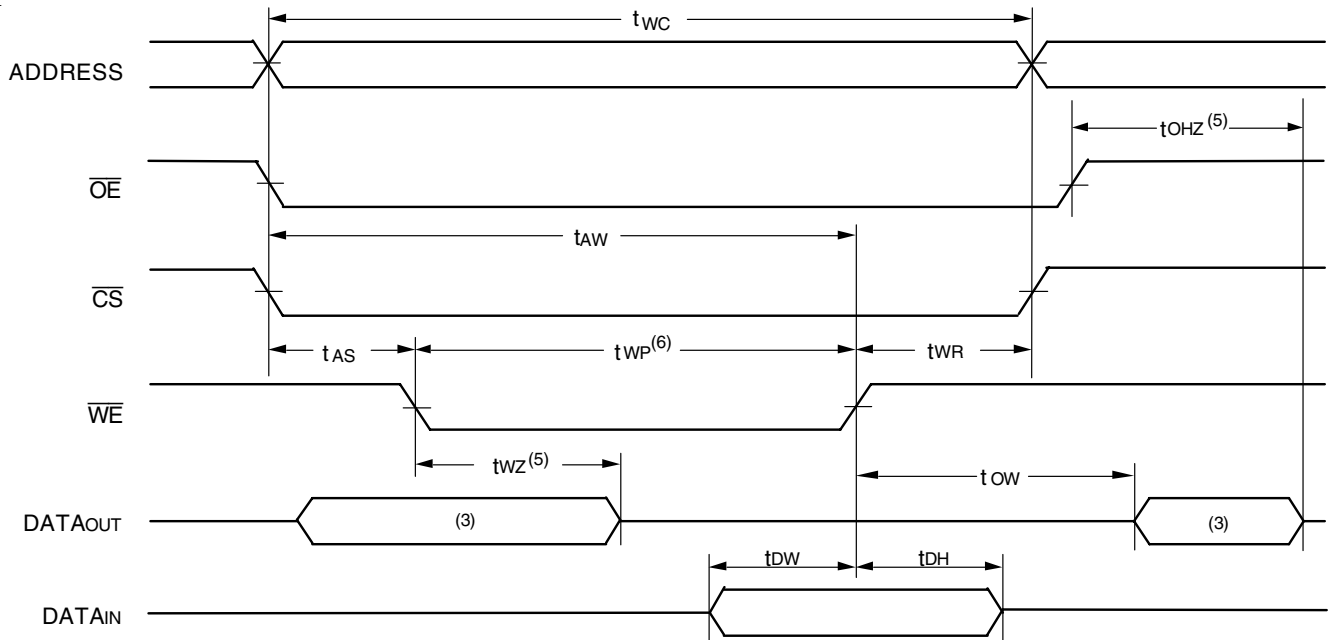 tWC
ADDRESS
tOHZ(5)
OE
tAW
CS
tAS
tWP(6)
tWR
WE
tWZ(5)
tOW
DATAOUT
(3)
(3)
tDW
tDH
DATAIN